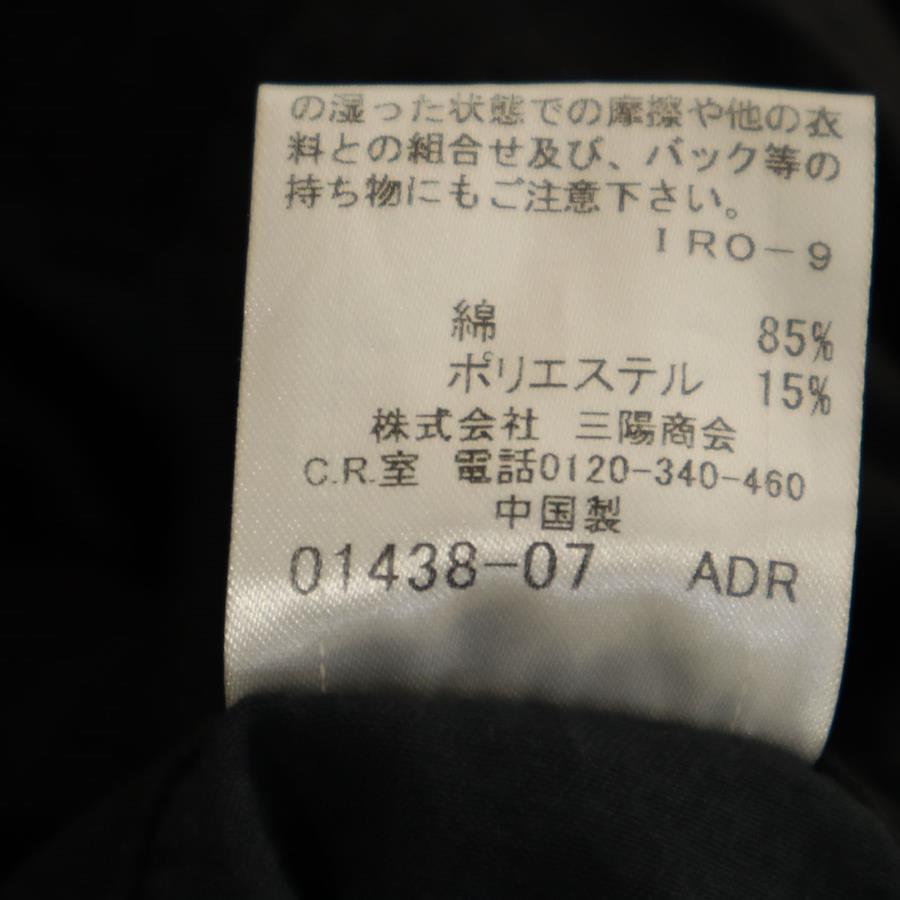 の湿った状態での摩擦や他の衣
料との組合せ及び、バック等の
持ち物にもご注意下さい。
IRO-9
綿 85%
ポリエステル 15%
株式会社 三陽商会
C.R.室 電話0120-340-460
中国製
01438-07 ADR